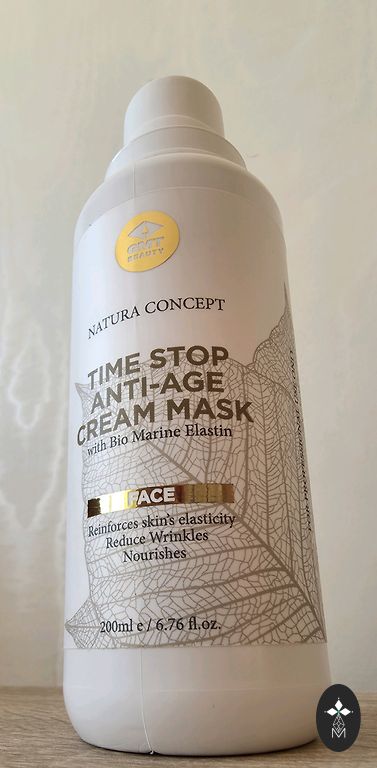 GMT
BEAUTY
NATURA CONCEPT
TIME STOP
ANTI-AGE
CREAM MASK
with Bio Marine Elastin
FACE
Reinforces skin's elasticity
Reduce Wrinkles
Nourishes
200ml e / 6.76 fl.oz.